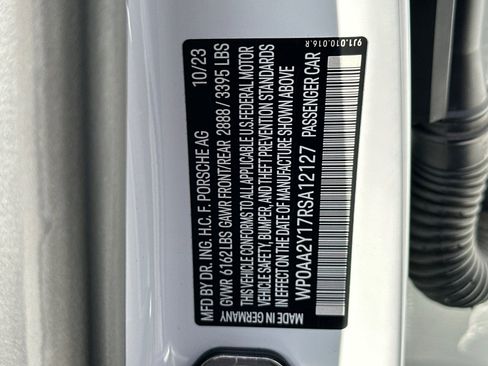 MFD BY DR. ING. H.C. F. PORSCHE AG 10/23
GVWR 6162 LBS GAWR FRONT/REAR 2888 / 3395 LBS
THIS VEHICLE CONFORMS TO ALL APPLICABLE U.S. FEDERAL MOTOR
VEHICLE SAFETY, BUMPER, AND THEFT PREVENTION STANDARDS
IN EFFECT ON THE DATE OF MANUFACTURE SHOWN ABOVE
WP0AA2Y17RSA12127 PASSENGER CAR
MADE IN GERMANY
9J1.010.016.R